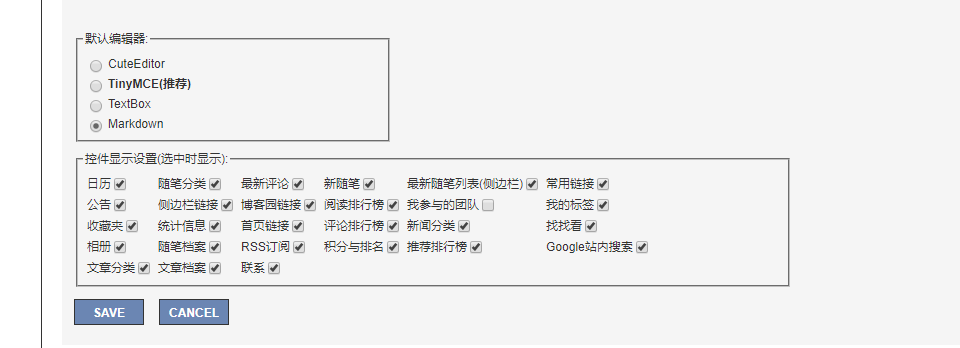 默认编辑器:
CuteEditor
TinyMCE(推荐)
TextBox
Markdown
控件显示设置(选中时显示):
日历 随笔分类 最新评论 新随笔 最新随笔列表(侧边栏) 常用链接
公告 侧边栏链接 博客园链接 阅读排行榜 我参与的团队 我的标签
收藏夹 统计信息 首页链接 评论排行榜 新闻分类 找找看
相册 随笔档案 RSS订阅 积分与排名 推荐排行榜 Google站内搜索
文章分类 文章档案 联系
SAVE CANCEL